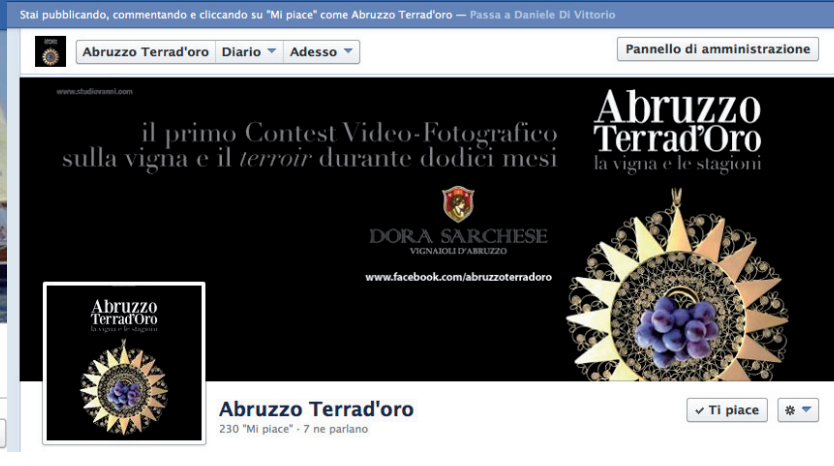 Stai pubblicando, commentando e cliccando su "Mi piace" come Abruzzo Terrad'oro — Passa a Daniele Di Vittorio
Abruzzo Terrad'oro Diario Adesso Pannello di amministrazione
www.studiovanni.com
il primo Contest Video-Fotografico
sulla vigna e il terroir durante dodici mesi
Abruzzo
Terrad'Oro
la vigna e le stagioni
DORA SARCHESE
VIGNAIOLI D'ABRUZZO
www.facebook.com/abruzzoterradoro
Abruzzo
Terrad'Oro
la vigna e le stagioni
Abruzzo Terrad'oro
230 "Mi piace" · 7 ne parlano
✓ Ti piace